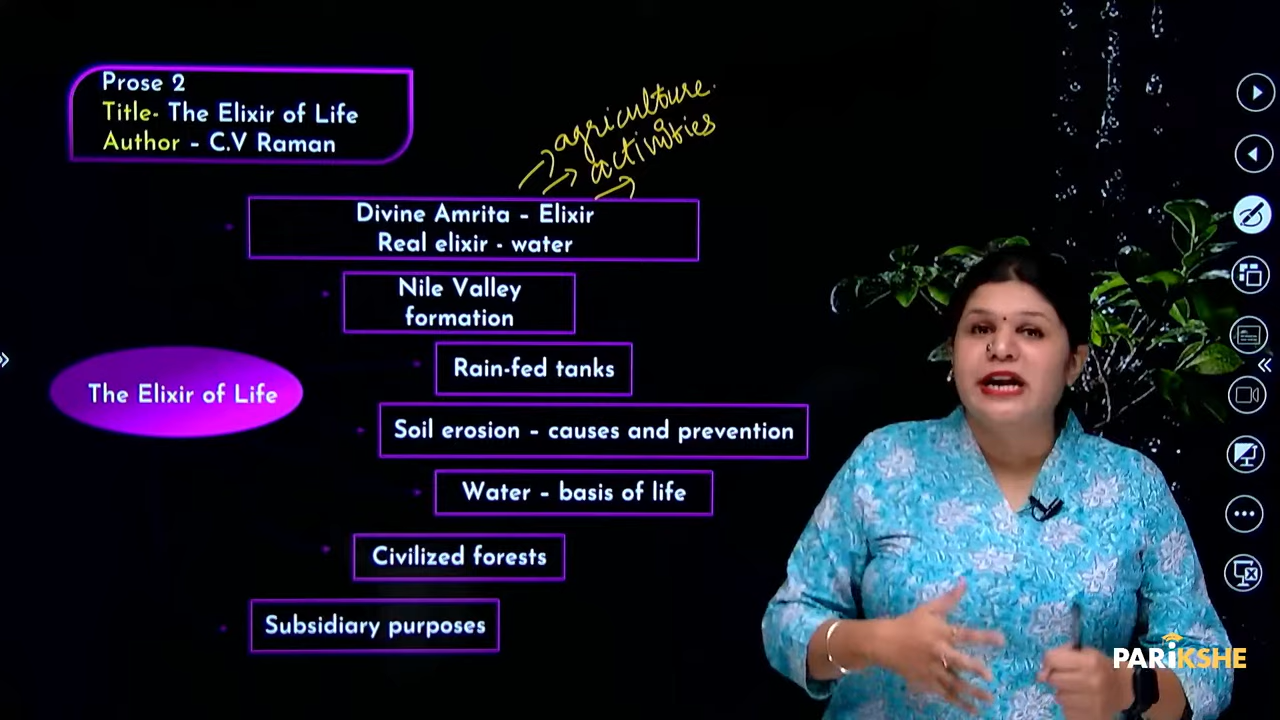 Prose 2
Title- The Elixir of Life
Author - C.V Raman
agriculture.
activities
Divine Amrita - Elixir
Real elixir - water
Nile Valley
formation
Rain-fed tanks
The Elixir of Life
Soil erosion - causes and prevention
Water - basis of life
Civilized forests
Subsidiary purposes
PARIKSHE